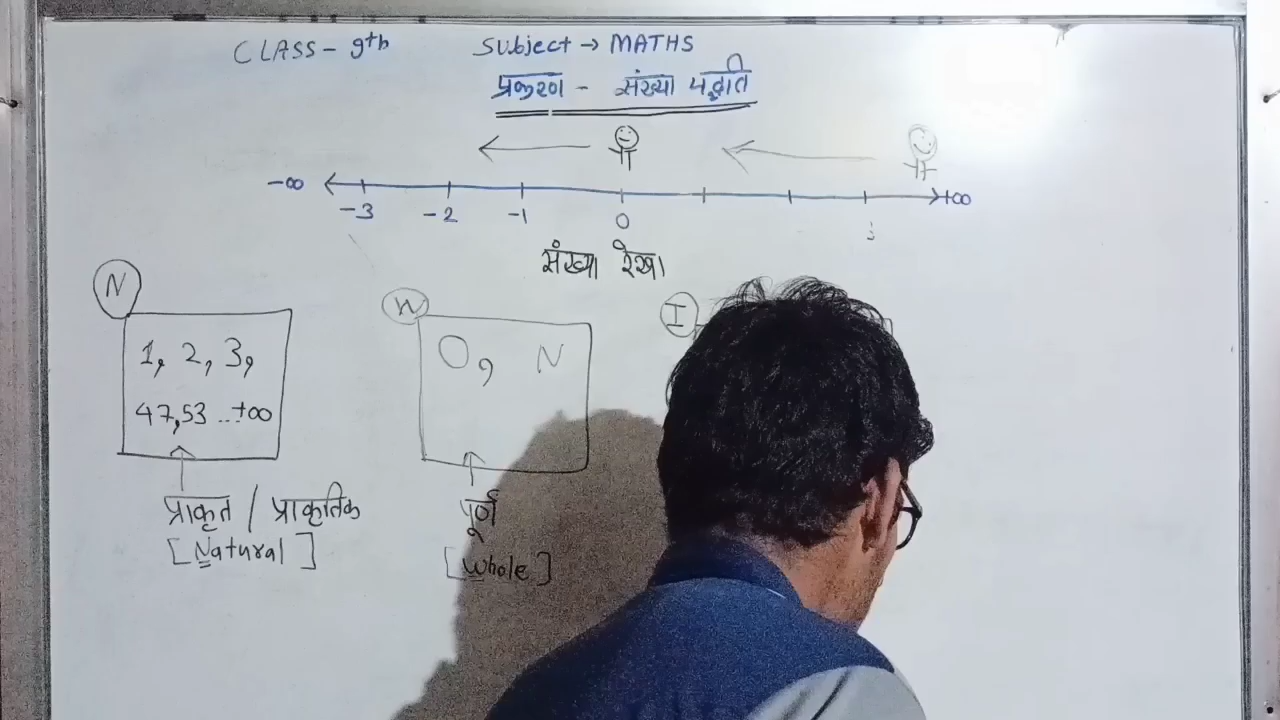 CLASS - 9th
Subject → MATHS
प्रकरण - संख्या पद्धति
-∞ -3 -2 -1 0 +∞
संख्या रेखा
N
1, 2, 3,
47, 53 ...+∞
प्राकृत / प्राकृतिक
[Natural]
W
0, N
पूर्ण
[Whole]
I